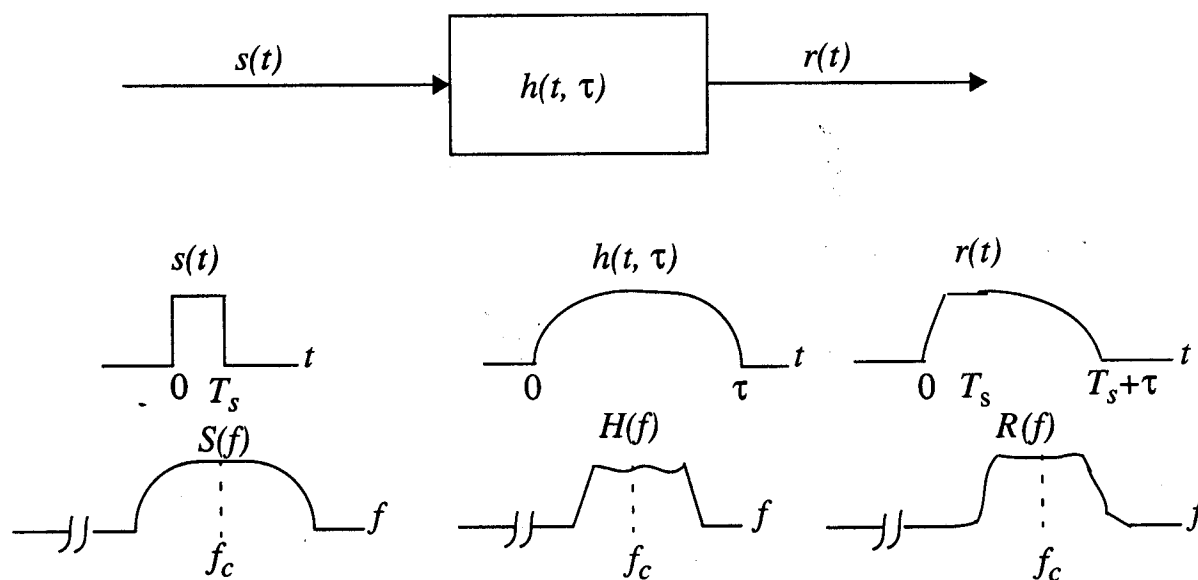 s(t) h(t, τ) r(t)
s(t) h(t, τ) r(t)
t t t
0 T_s 0 τ 0 T_s T_s+τ
S(f) H(f) R(f)
f f f
f_c f_c f_c